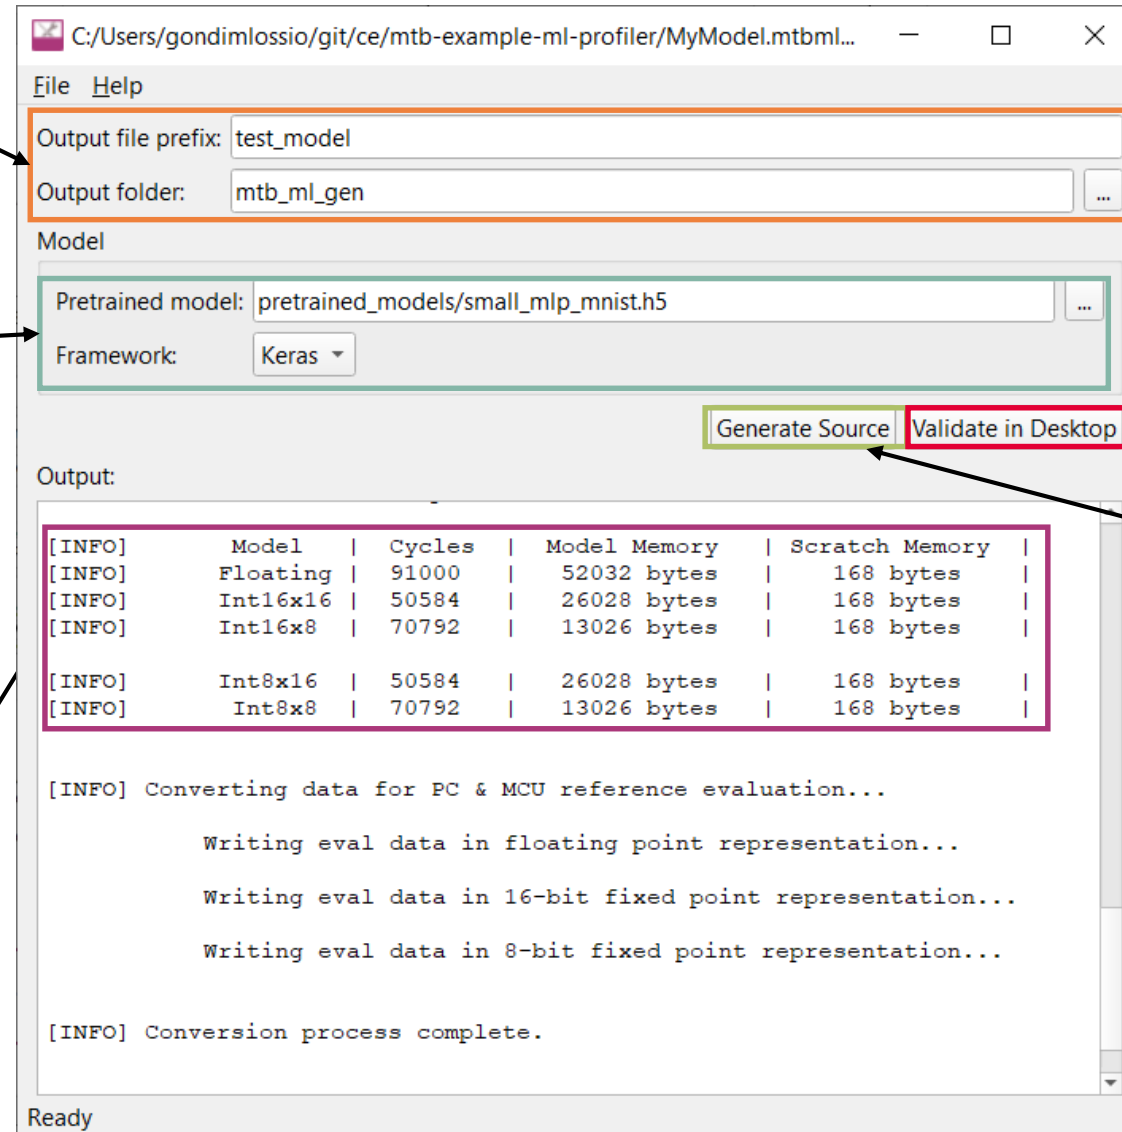 C:/Users/gondimlossio/git/ce/mtb-example-ml-profiler/MyModel.mtbml...
File Help
Output file prefix: test_model
Output folder: mtb_ml_gen ...
Model
Pretrained model: pretrained_models/small_mlp_mnist.h5 ...
Framework: Keras
Generate Source Validate in Desktop
Output:
[INFO] Model | Cycles | Model Memory | Scratch Memory |
[INFO] Floating | 91000 | 52032 bytes | 168 bytes |
[INFO] Int16x16 | 50584 | 26028 bytes | 168 bytes |
[INFO] Int16x8 | 70792 | 13026 bytes | 168 bytes |
[INFO] Int8x16 | 50584 | 26028 bytes | 168 bytes |
[INFO] Int8x8 | 70792 | 13026 bytes | 168 bytes |
[INFO] Converting data for PC & MCU reference evaluation...
Writing eval data in floating point representation...
Writing eval data in 16-bit fixed point representation...
Writing eval data in 8-bit fixed point representation...
[INFO] Conversion process complete.
Ready